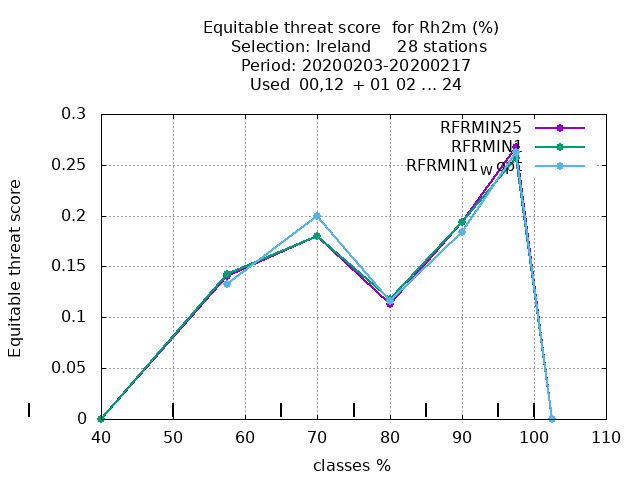 Equitable threat score  for Rh2m (%)
Selection: Ireland     28 stations
Period: 20200203-20200217
Used  00,12  + 01 02 ... 24
0.3
0.25
0.2
0.15
0.1
0.05
0
Equitable threat score
RFRMIN25
RFRMIN1
RFRMIN1w op
40 50 60 70 80 90 100 110
classes %